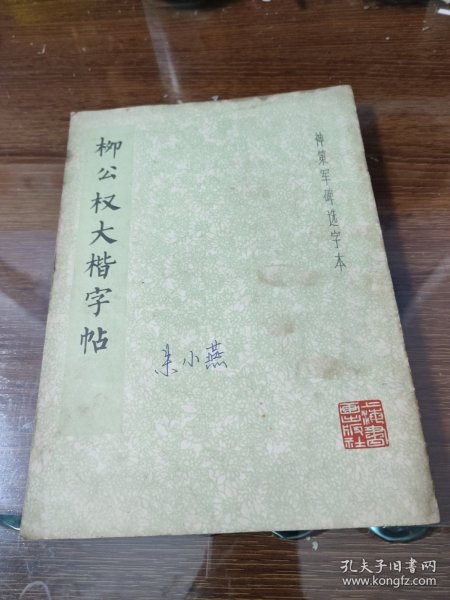 柳公权大楷字帖
神策军碑选字本
朱小燕
上海书
画出版社
孔夫子旧书网
www.kongfz.com